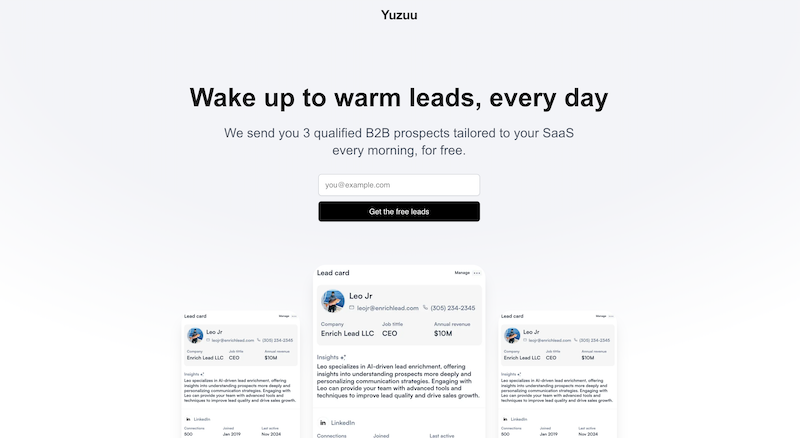 Yuzuu
Wake up to warm leads, every day
We send you 3 qualified B2B prospects tailored to your SaaS
every morning, for free.
you@example.com
Get the free leads
Lead card
Manage
Leo Jr
leojr@enrichlead.com
(305) 234-2345
Company Job title Annual revenue
Enrich Lead LLC CEO $10M
Insights
Leo specializes in AI-driven lead enrichment, offering
insights into understanding prospects more deeply and
personalizing communication strategies. Engaging with
Leo can provide your team with advanced tools and
techniques to improve lead quality and drive sales growth.
in LinkedIn
Connections Joined Last active
Lead card
Manage
Leo Jr
leojr@enrichlead.com
(305) 234-2345
Company Job title Annual revenue
Enrich Lead LLC CEO $10M
Insights
Leo specializes in AI-driven lead enrichment, offering
insights into understanding prospects more deeply and
personalizing communication strategies. Engaging with
Leo can provide your team with advanced tools and
techniques to improve lead quality and drive sales growth.
in LinkedIn
Connections Joined Last active
500 Jan 2019 Nov 2024
Lead card
Manage
Leo Jr
leojr@enrichlead.com
(305) 234-2345
Company Job title Annual revenue
Enrich Lead LLC CEO $10M
Insights
Leo specializes in AI-driven lead enrichment, offering
insights into understanding prospects more deeply and
personalizing communication strategies. Engaging with
Leo can provide your team with advanced tools and
techniques to improve lead quality and drive sales growth.
in LinkedIn
Connections Joined Last active
500 Jan 2019 Nov 2024